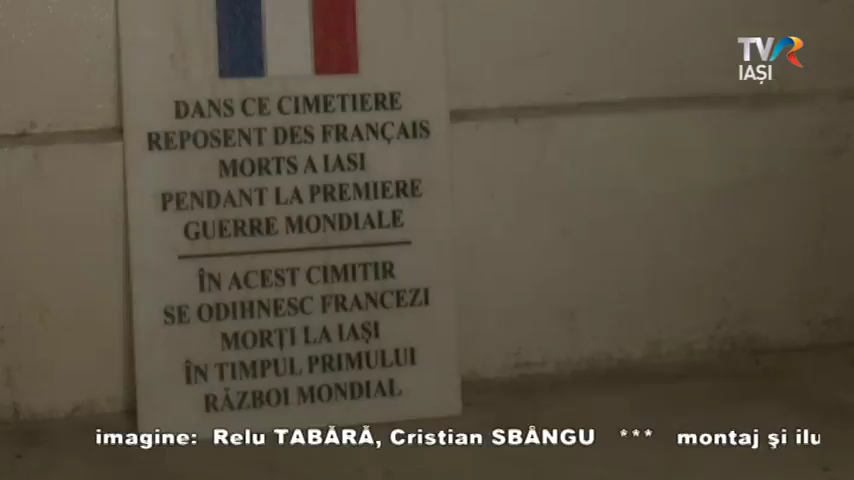 TVR
IAȘI
DANS CE CIMETIERE
REPOSENT DES FRANÇAIS
MORTS A IASI
PENDANT LA PREMIERE
GUERRE MONDIALE
ÎN ACEST CIMITIR
SE ODIHNESC FRANCEZI
MORȚI LA IAȘI
ÎN TIMPUL PRIMULUI
RĂZBOI MONDIAL
imagine: Relu TABĂRĂ, Cristian SBÂNGU *** montaj şi ilu